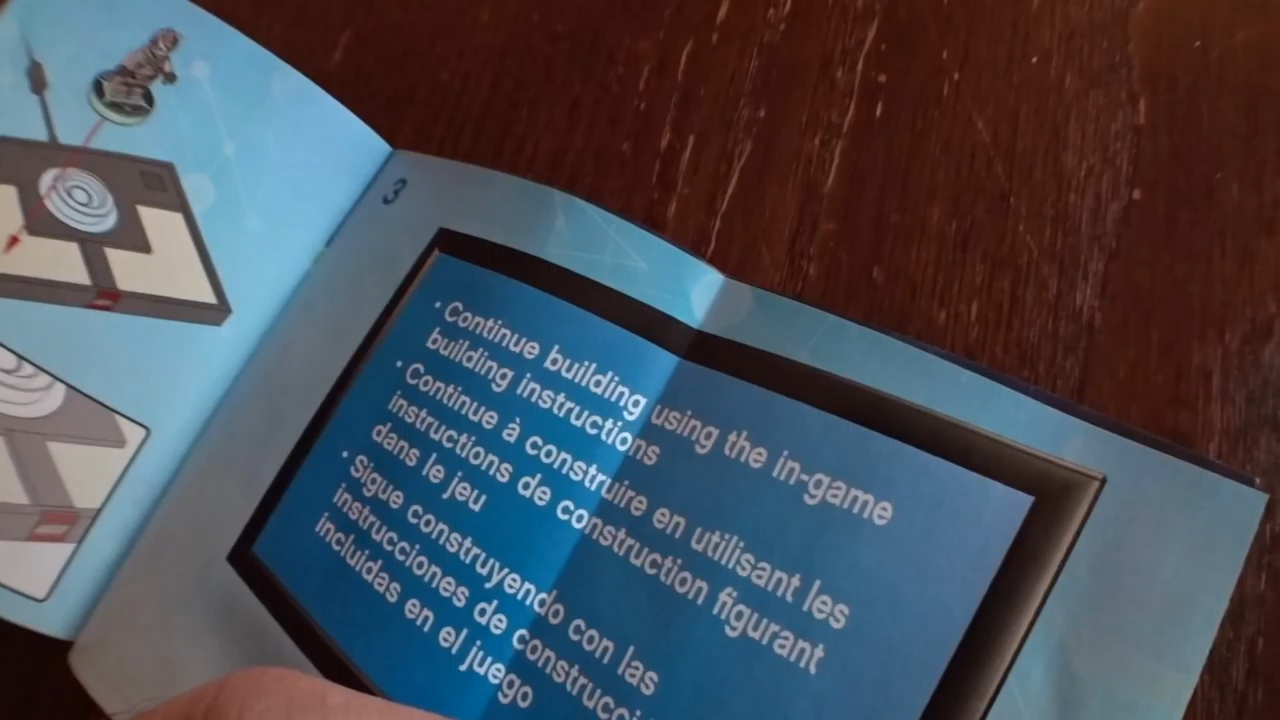 3
· Continue building using the in-game
building instructions
· Continue à construire en utilisant les
instructions de construction figurant
dans le jeu
· Sigue construyendo con las
instrucciones de
incluidas en el juego